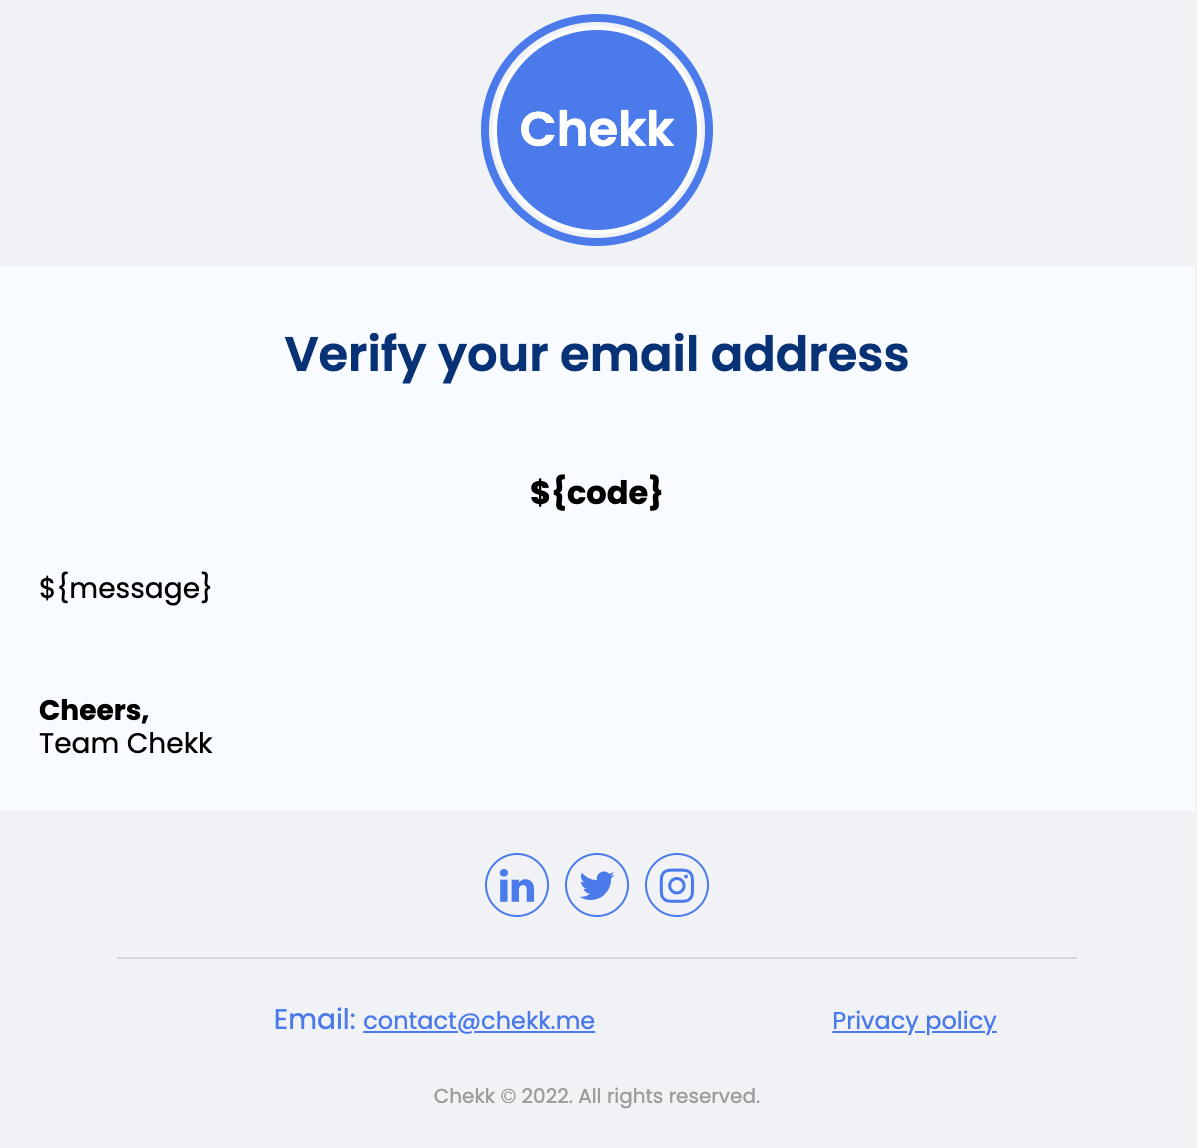 Chekk
Verify your email address
${code}
${message}
Cheers,
Team Chekk
in
Email: contact@chekk.me
Privacy policy
Chekk © 2022. All rights reserved.